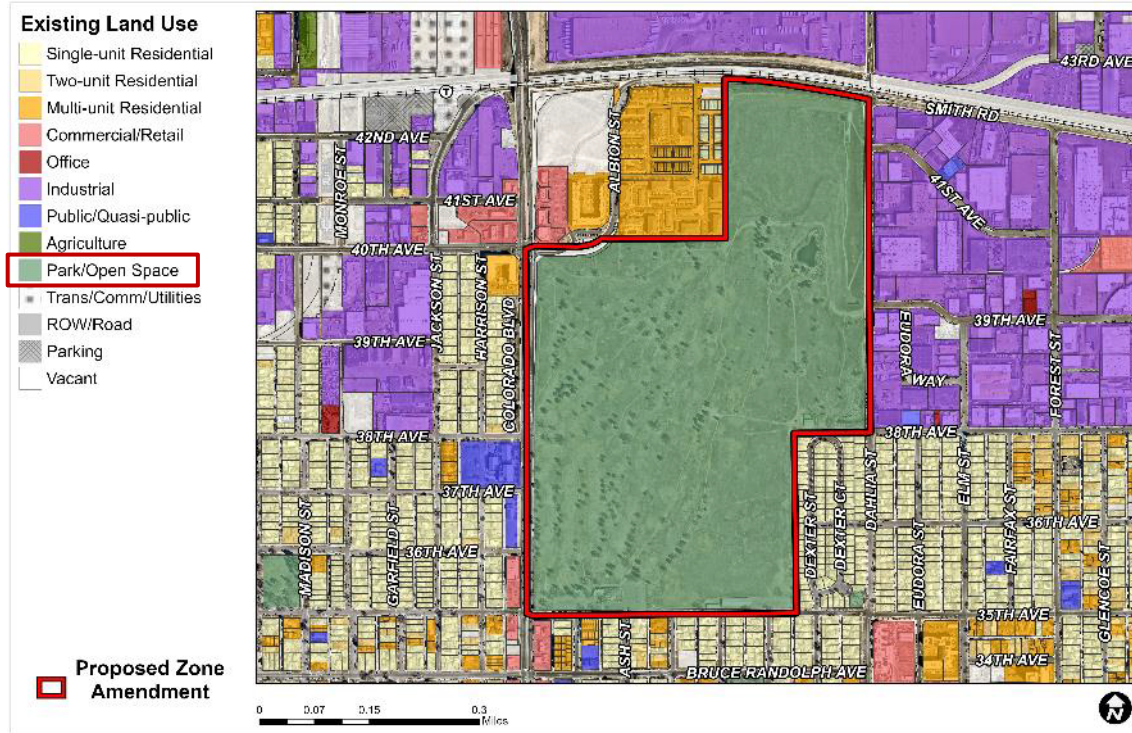 Existing Land Use
Single-unit Residential
Two-unit Residential
Multi-unit Residential
Commercial/Retail
Office
Industrial
Public/Quasi-public
Agriculture
Park/Open Space
Trans/Comm/Utilities
ROW/Road
Parking
Vacant
Proposed Zone
Amendment
43RD AVE
SMITH RD
T
42ND AVE
ALBION ST
MONROE ST
41ST AVE
41ST AVE
40TH AVE
JACKSON ST
HARRISON ST
COLORADO BLVD
39TH AVE
EUDORA
WAY
39TH AVE
FOREST ST
38TH AVE
38TH AVE
37TH AVE
DEXTER ST
DEXTER CT
DAHLIA ST
ELM ST
MADISON ST
GARFIELD ST
36TH AVE
EUDORA ST
FAIRFAX ST
36TH AVE
GLENCOE ST
35TH AVE
ASH ST
BRUCE RANDOLPH AVE
34TH AVE
0 0.07 0.15 0.3
Miles
N